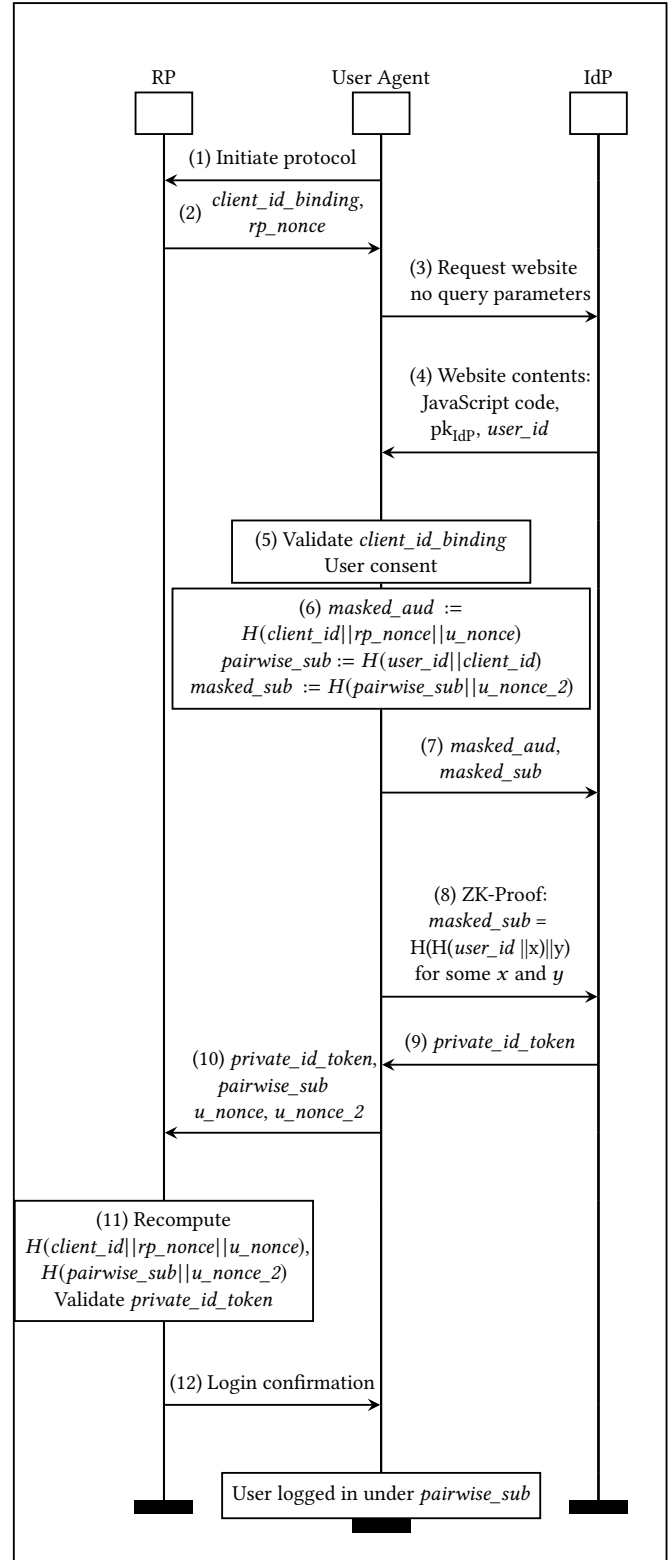 RP
User Agent
IdP
(1) Initiate protocol
(2) client_id_binding,
rp_nonce
(3) Request website
no query parameters
(4) Website contents:
JavaScript code,
pk_IdP, user_id
(5) Validate client_id_binding
User consent
(6) masked_aud :=
H(client_id||rp_nonce||u_nonce)
pairwise_sub := H(user_id||client_id)
masked_sub := H(pairwise_sub||u_nonce_2)
(7) masked_aud,
masked_sub
(8) ZK-Proof:
masked_sub =
H(H(user_id ||x)||y)
for some x and y
(9) private_id_token
(10) private_id_token,
pairwise_sub
u_nonce, u_nonce_2
(11) Recompute
H(client_id||rp_nonce||u_nonce),
H(pairwise_sub||u_nonce_2)
Validate private_id_token
(12) Login confirmation
User logged in under pairwise_sub